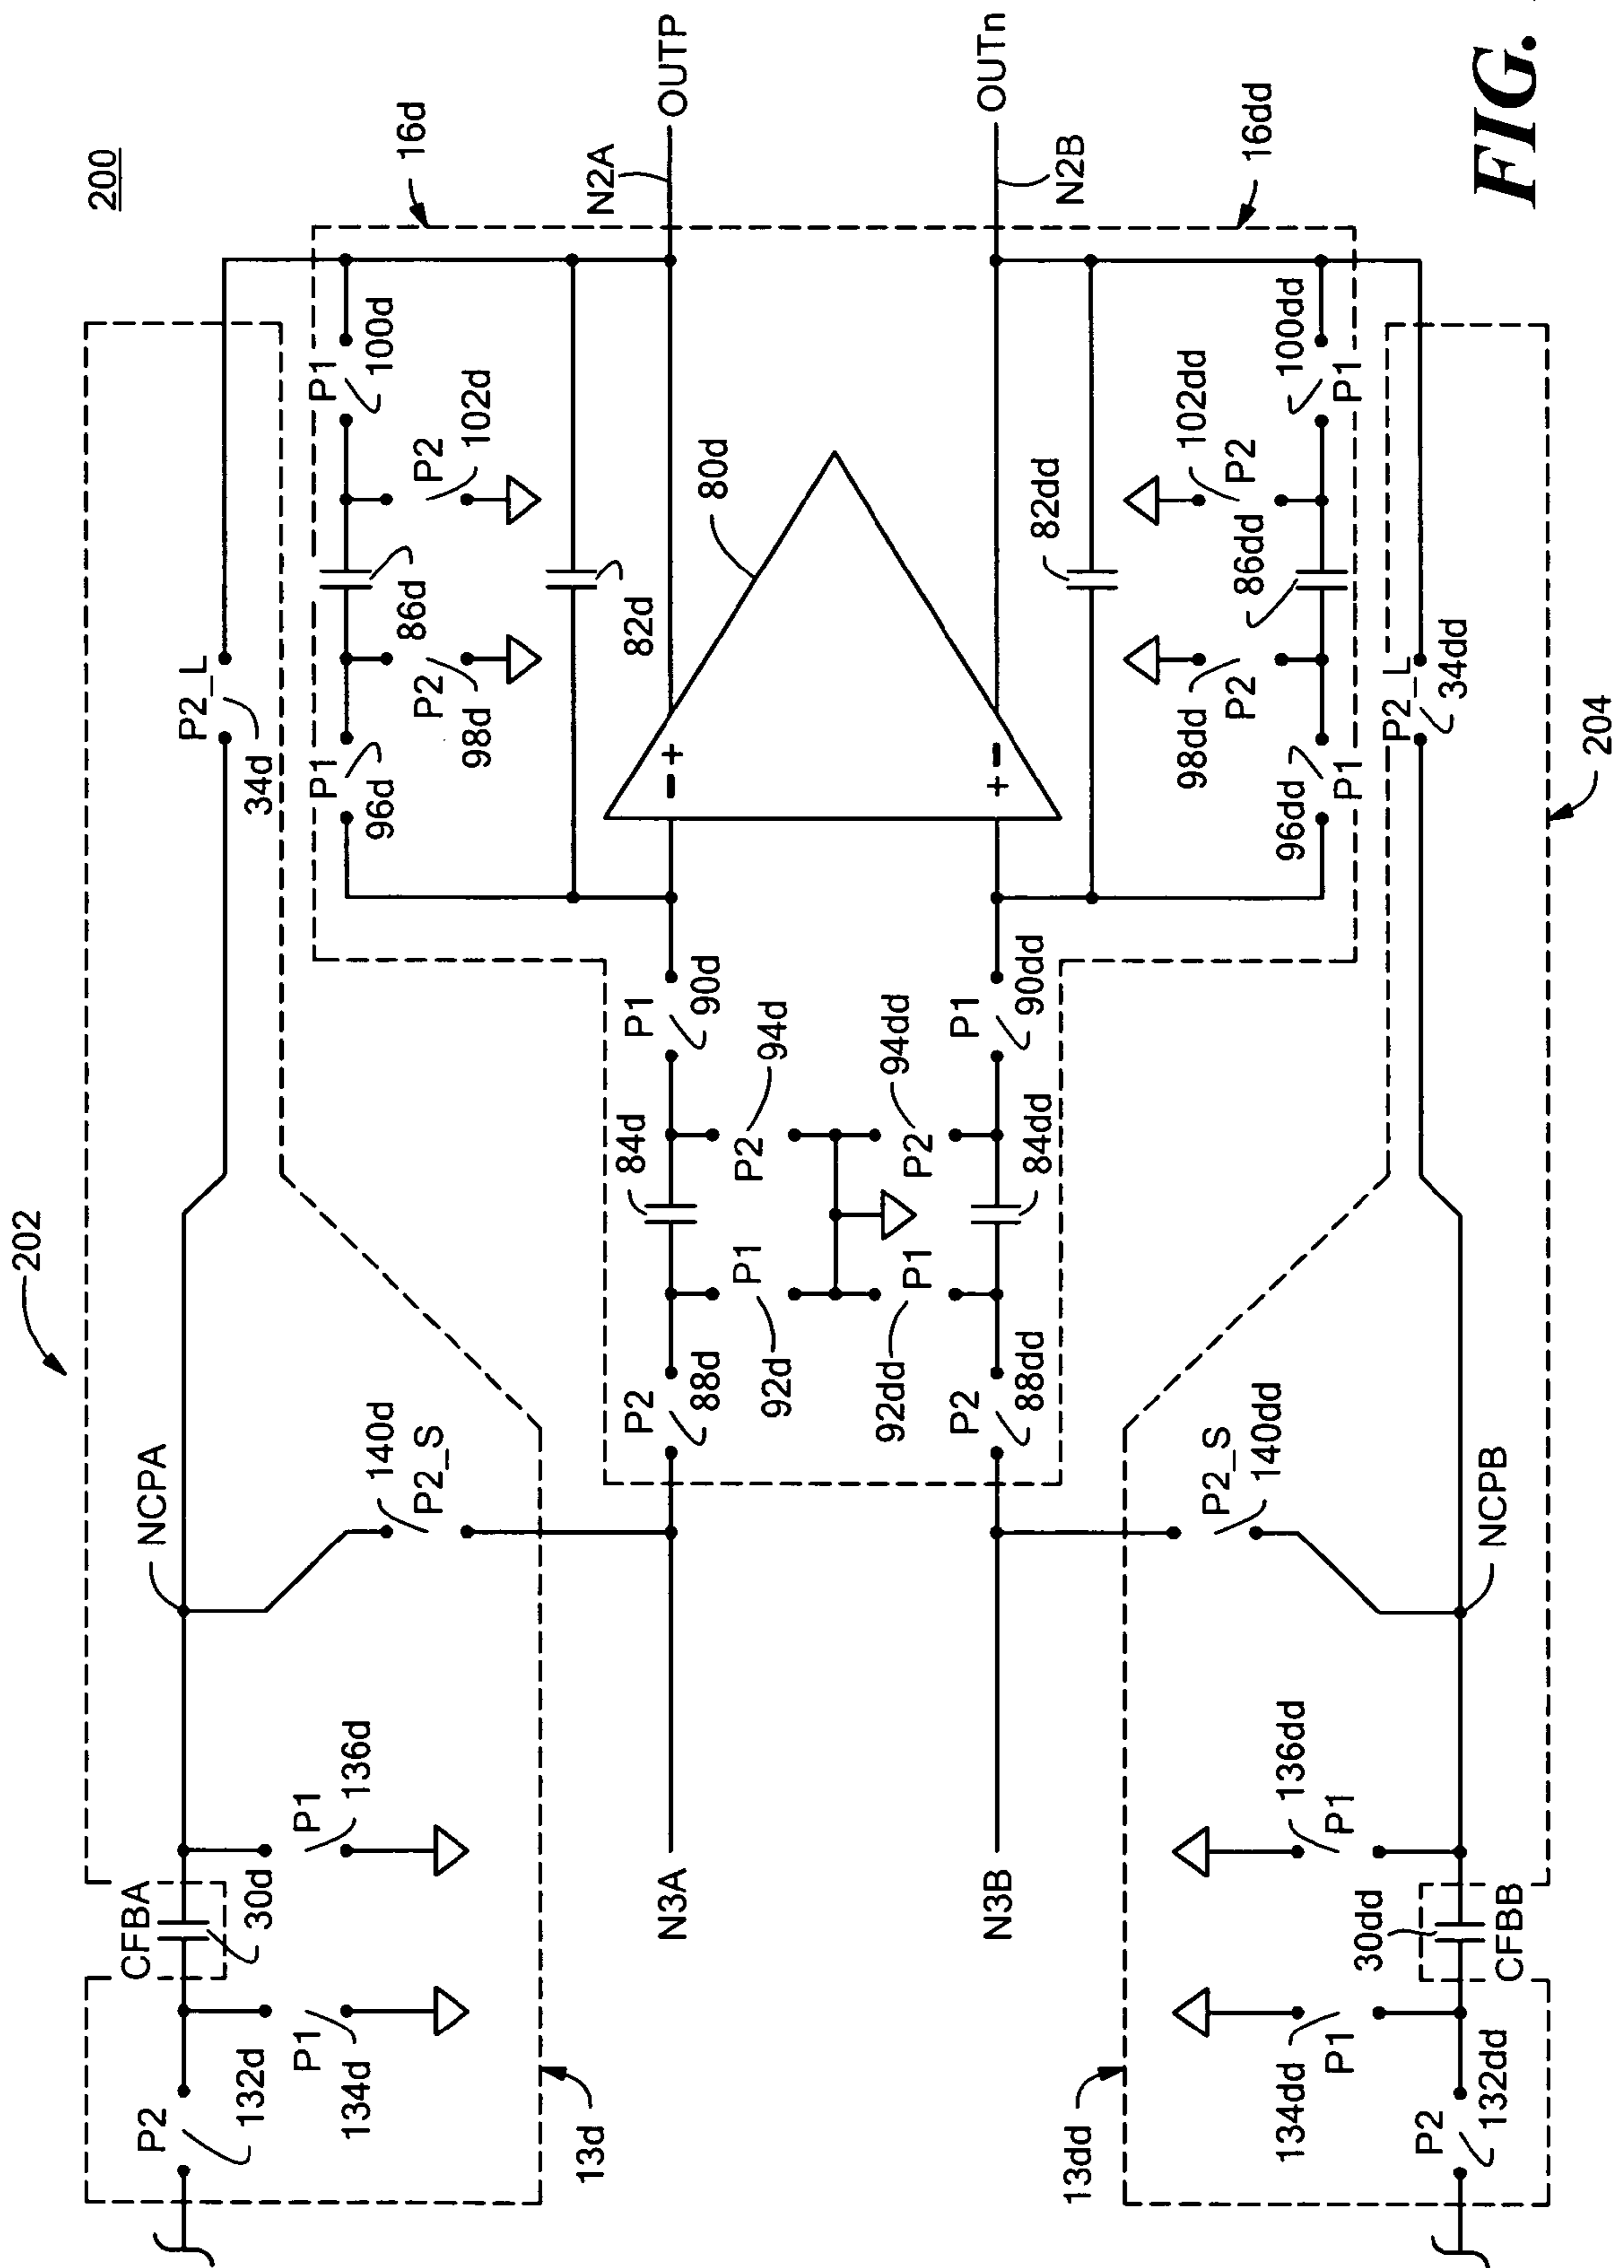 200
202
16d
NCPA
P2_L
34d
P1
100d
P1
96d
86d
P2
102d
P2
98d
82d
CFBA
30d
P1
136d
P2
132d
P1
134d
13d
140d
P2_S
N2A
OUTP
80d
84d
P1
90d
P2
88d
P2
94d
P1
92d
N3A
- +
+ -
P2
94dd
P1
92dd
P1
90dd
P2
88dd
84dd
N3B
OUTn
N2B
82dd
16dd
13dd
P2_S
140dd
NCPB
P2
102dd
P2
98dd
86dd
P1
100dd
P1
96dd
P2_L
34dd
P1
136dd
P1
134dd
30dd
CFBB
P2
132dd
204
FIG.